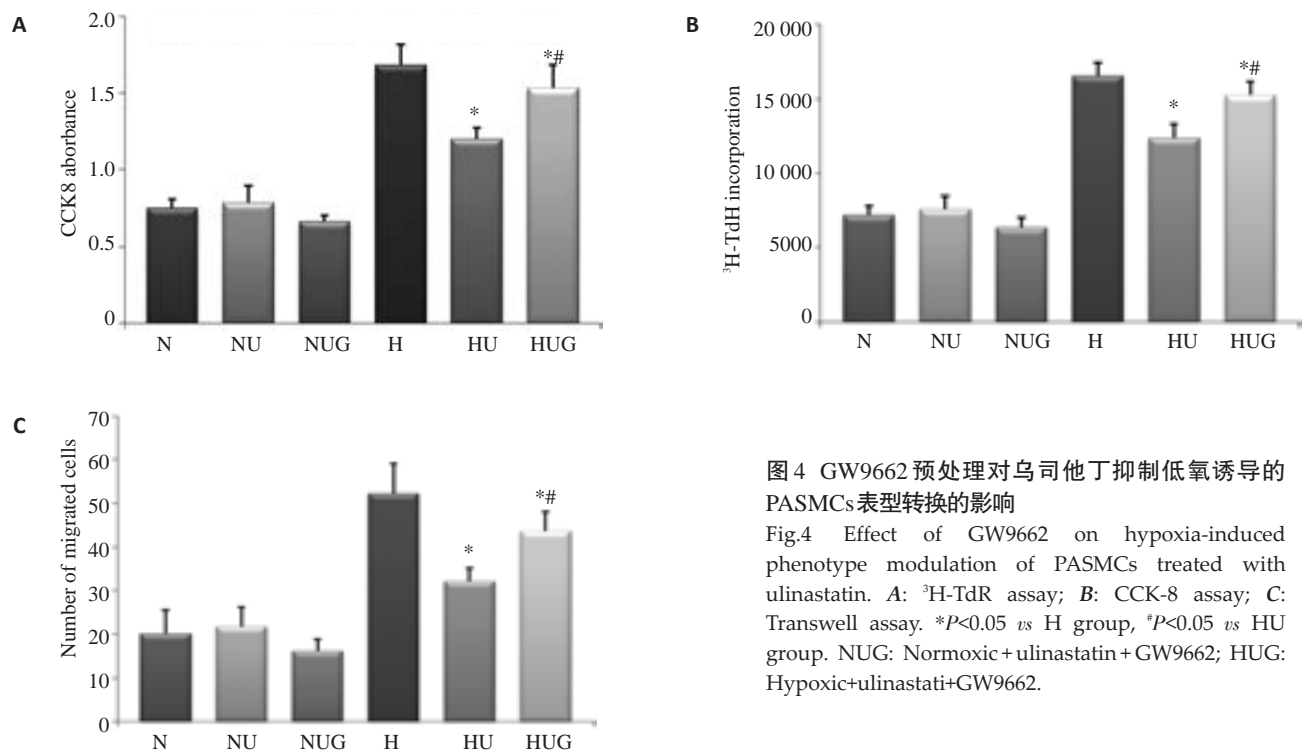 A
2.0
1.5
1.0
0.5
0
CCK8 aborbance
*
*#
N NU NUG H HU HUG
B
20 000
15 000
10 000
5000
0
³H-TdH incorporation
*
*#
N NU NUG H HU HUG
C
70
60
50
40
30
20
10
0
Number of migrated cells
*
*#
N NU NUG H HU HUG
图4 GW9662预处理对乌司他丁抑制低氧诱导的
PASMCs表型转换的影响
Fig.4 Effect of GW9662 on hypoxia-induced
phenotype modulation of PASMCs treated with
ulinastatin. A: ³H-TdR assay; B: CCK-8 assay; C:
Transwell assay. *P<0.05 vs H group, #P<0.05 vs HU
group. NUG: Normoxic+ulinastatin+GW9662; HUG:
Hypoxic+ulinastati+GW9662.